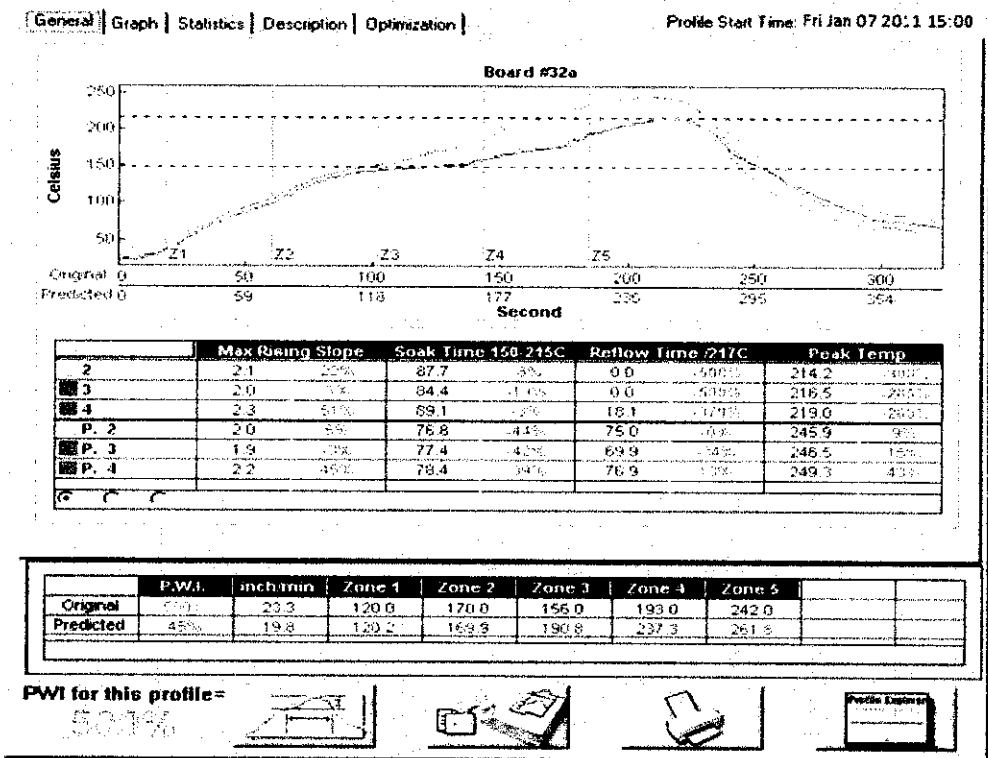 General Graph Statistics Description Optimization Profile Start Time: Fri Jan 07 2011 15:00
Board #32a
Celsius
250
200
150
100
50
Z1 Z2 Z3 Z4 Z5
Original 0 50 100 150 200 250 300
Predicted 0 59 118 177 236 295 354
Second
Max Rising Slope Soak Time 150-215C Reflow Time /217C Peak Temp
2 2.1 87.7 0.0 214.2
3 2.0 84.4 0.0 216.5
4 2.3 51% 89.1 18.1 219.0
P. 2 2.0 76.8 -44% 75.0 245.9 9%
P. 3 1.9 77.4 -42% 69.9 246.5 15%
P. 4 2.2 45% 78.4 -39% 76.9 249.3 43%
P.W.I. inch/min Zone 1 Zone 2 Zone 3 Zone 4 Zone 5
Original 23.3 120.0 170.0 156.0 193.0 242.0
Predicted 45% 19.8 120.2 169.9 190.8 237.3 261.8
PWI for this profile=
Profile Explorer